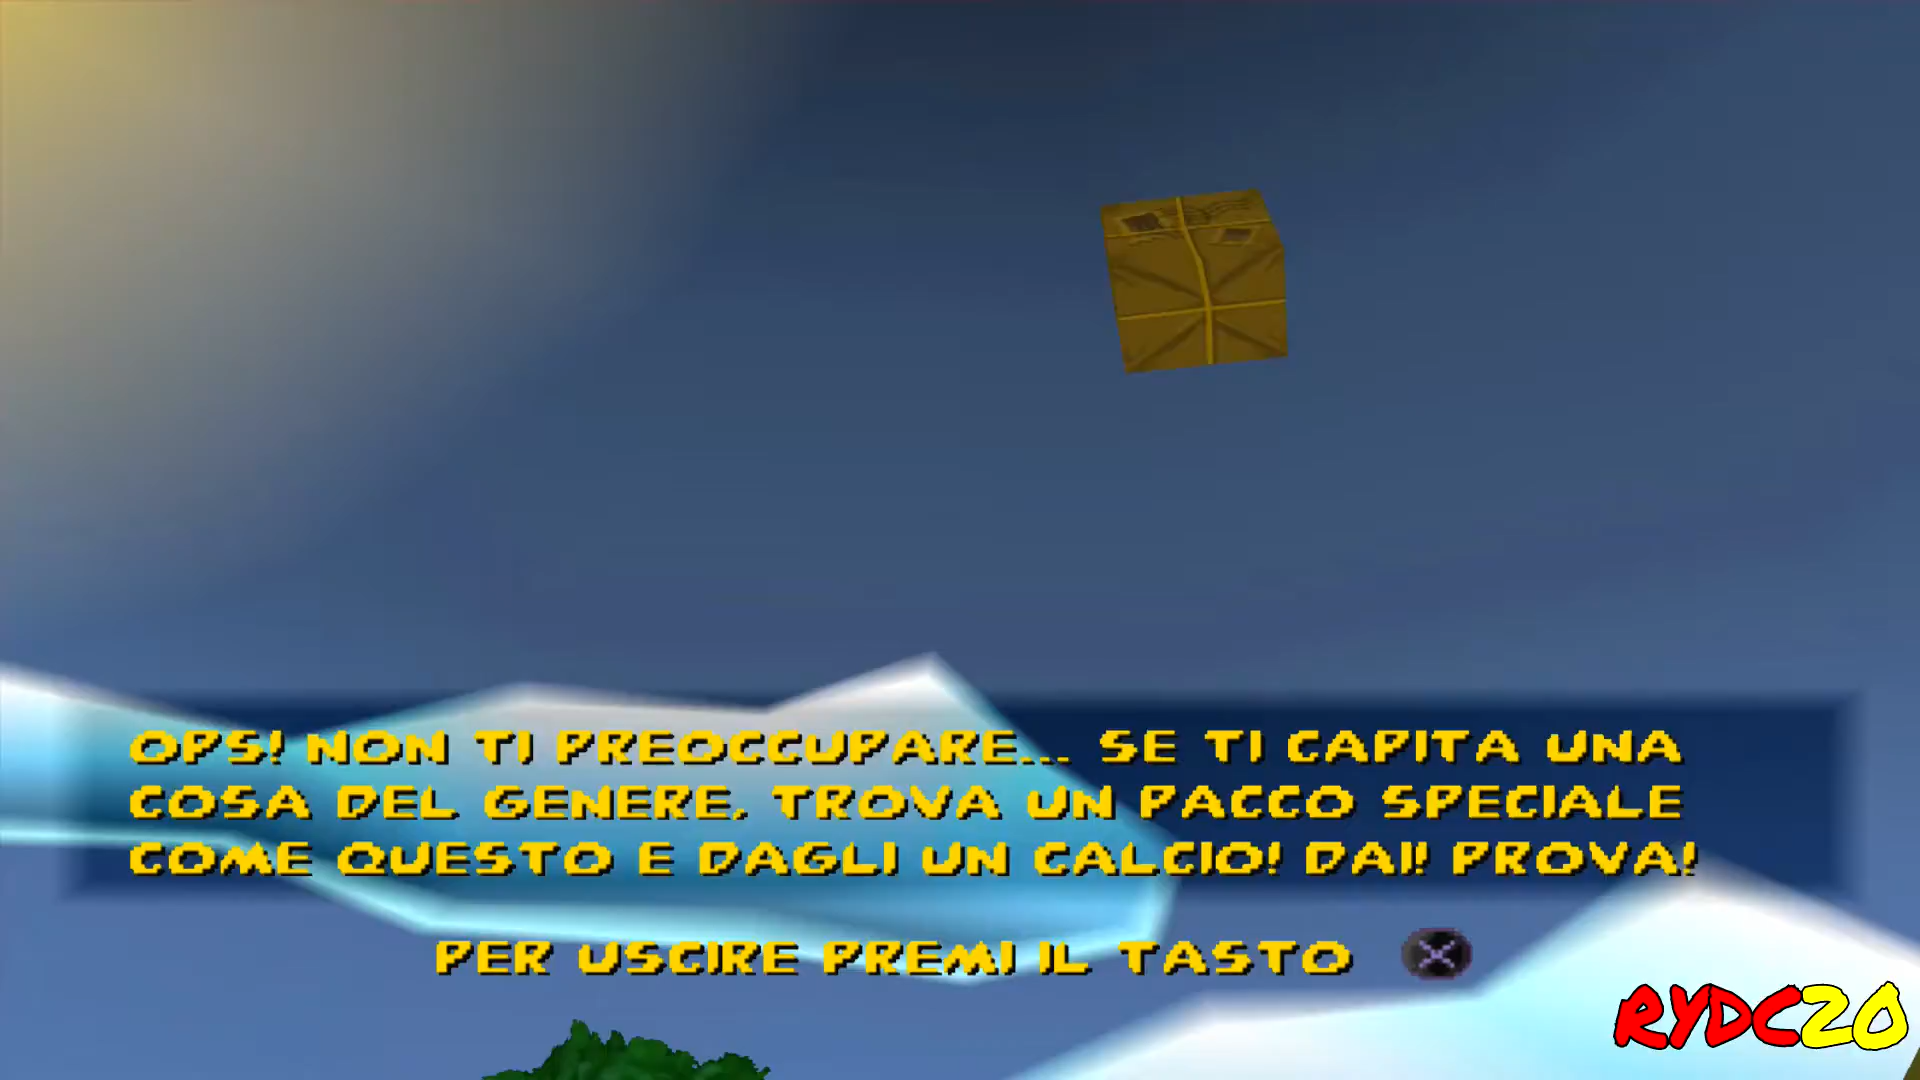 OPS! NON TI PREOCCUPARE... SE TI CAPITA UNA
COSA DEL GENERE, TROVA UN PACCO SPECIALE
COME QUESTO E DAGLI UN CALCIO! DAI! PROVA!
PER USCIRE PREMI IL TASTO
RYDC20